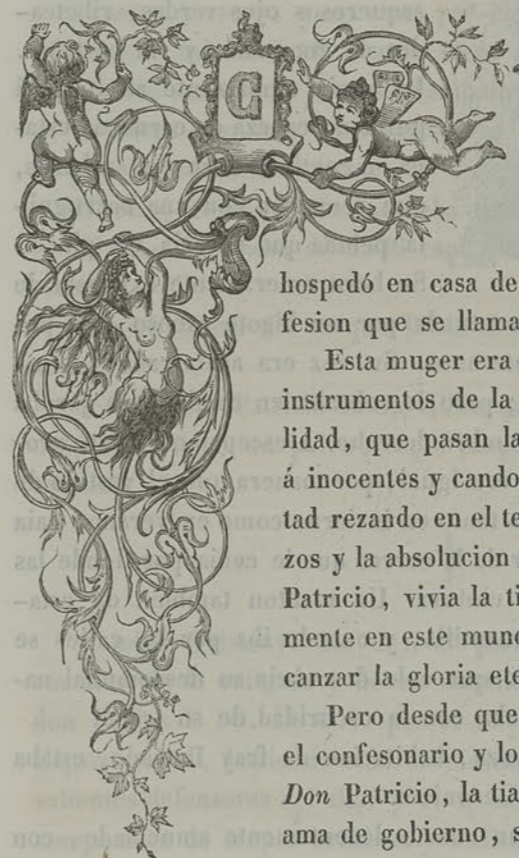 C
hospedó en casa de
fesion que se llama
Esta muger era
instrumentos de la
lidad, que pasan la
á inocentes y cando
tad rezando en el te
zos y la absolucion
Patricio, vivia la ti
mente en este mund
canzar la gloria ete
Pero desde que
el confesonario y lo
Don Patricio, la tia
ama de gobierno, s